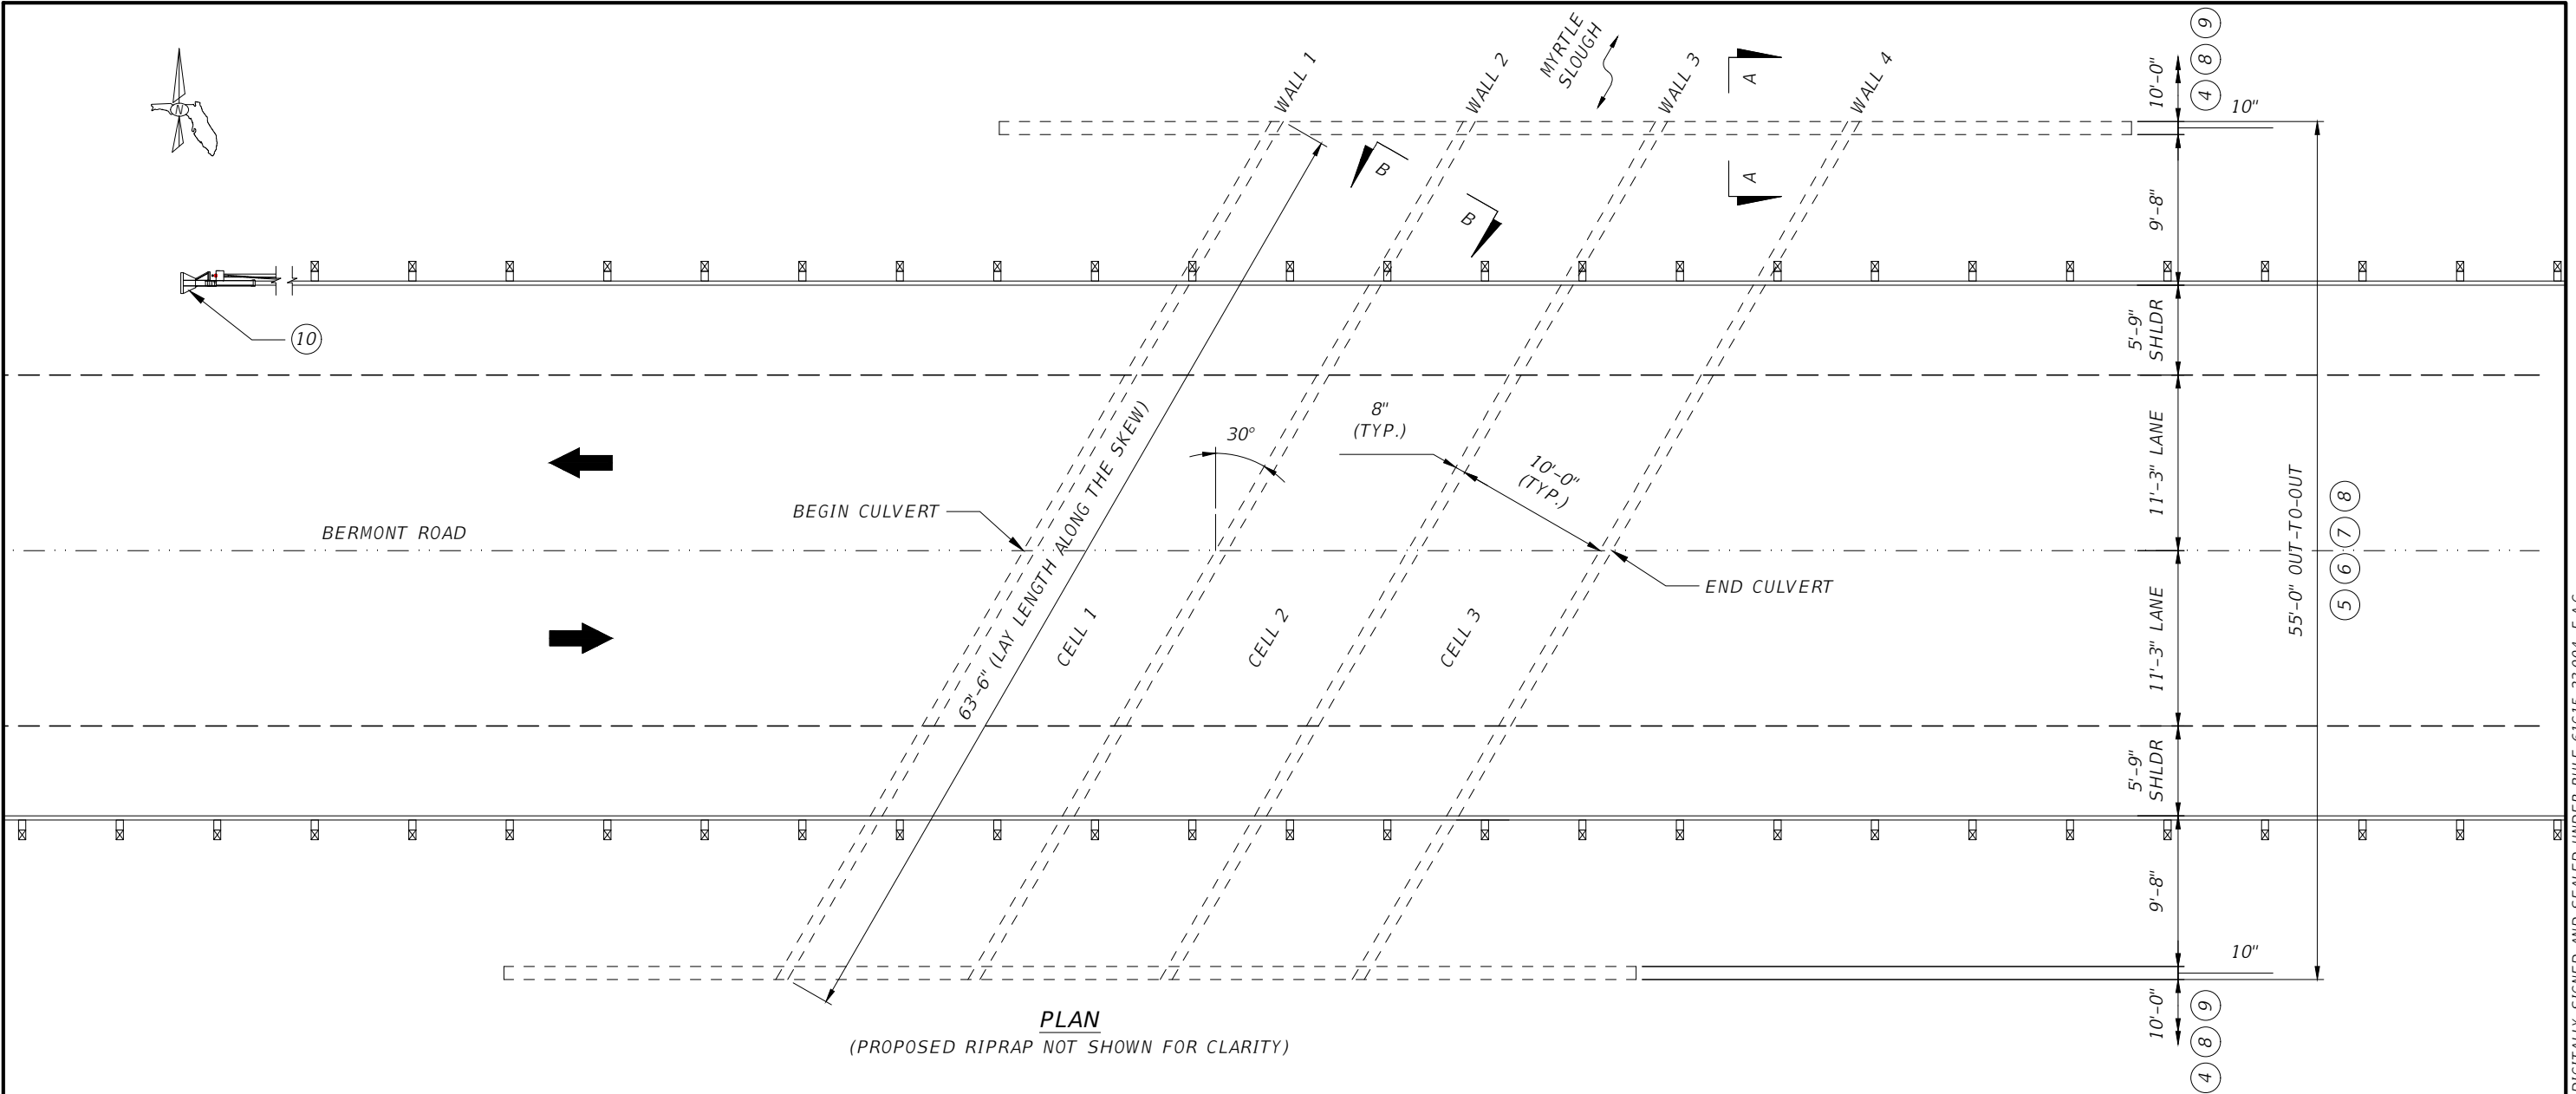 N
WALL 1
WALL 2
MYRTLE
SLOUGH
WALL 3
WALL 4
A
A
B
B
10'-0"
4 8 9
10"
9'-8"
10
5'-9"
SHLDR
11'-3" LANE
8"
(TYP.)
30°
10'-0"
(TYP.)
63'-6" (LAY LENGTH ALONG THE SKEW)
BEGIN CULVERT
BERMONT ROAD
END CULVERT
55'-0" OUT-TO-OUT
5 6 7 8
CELL 1
CELL 2
CELL 3
11'-3" LANE
5'-9"
SHLDR
9'-8"
10"
10'-0"
4 8 9
PLAN
(PROPOSED RIPRAP NOT SHOWN FOR CLARITY)